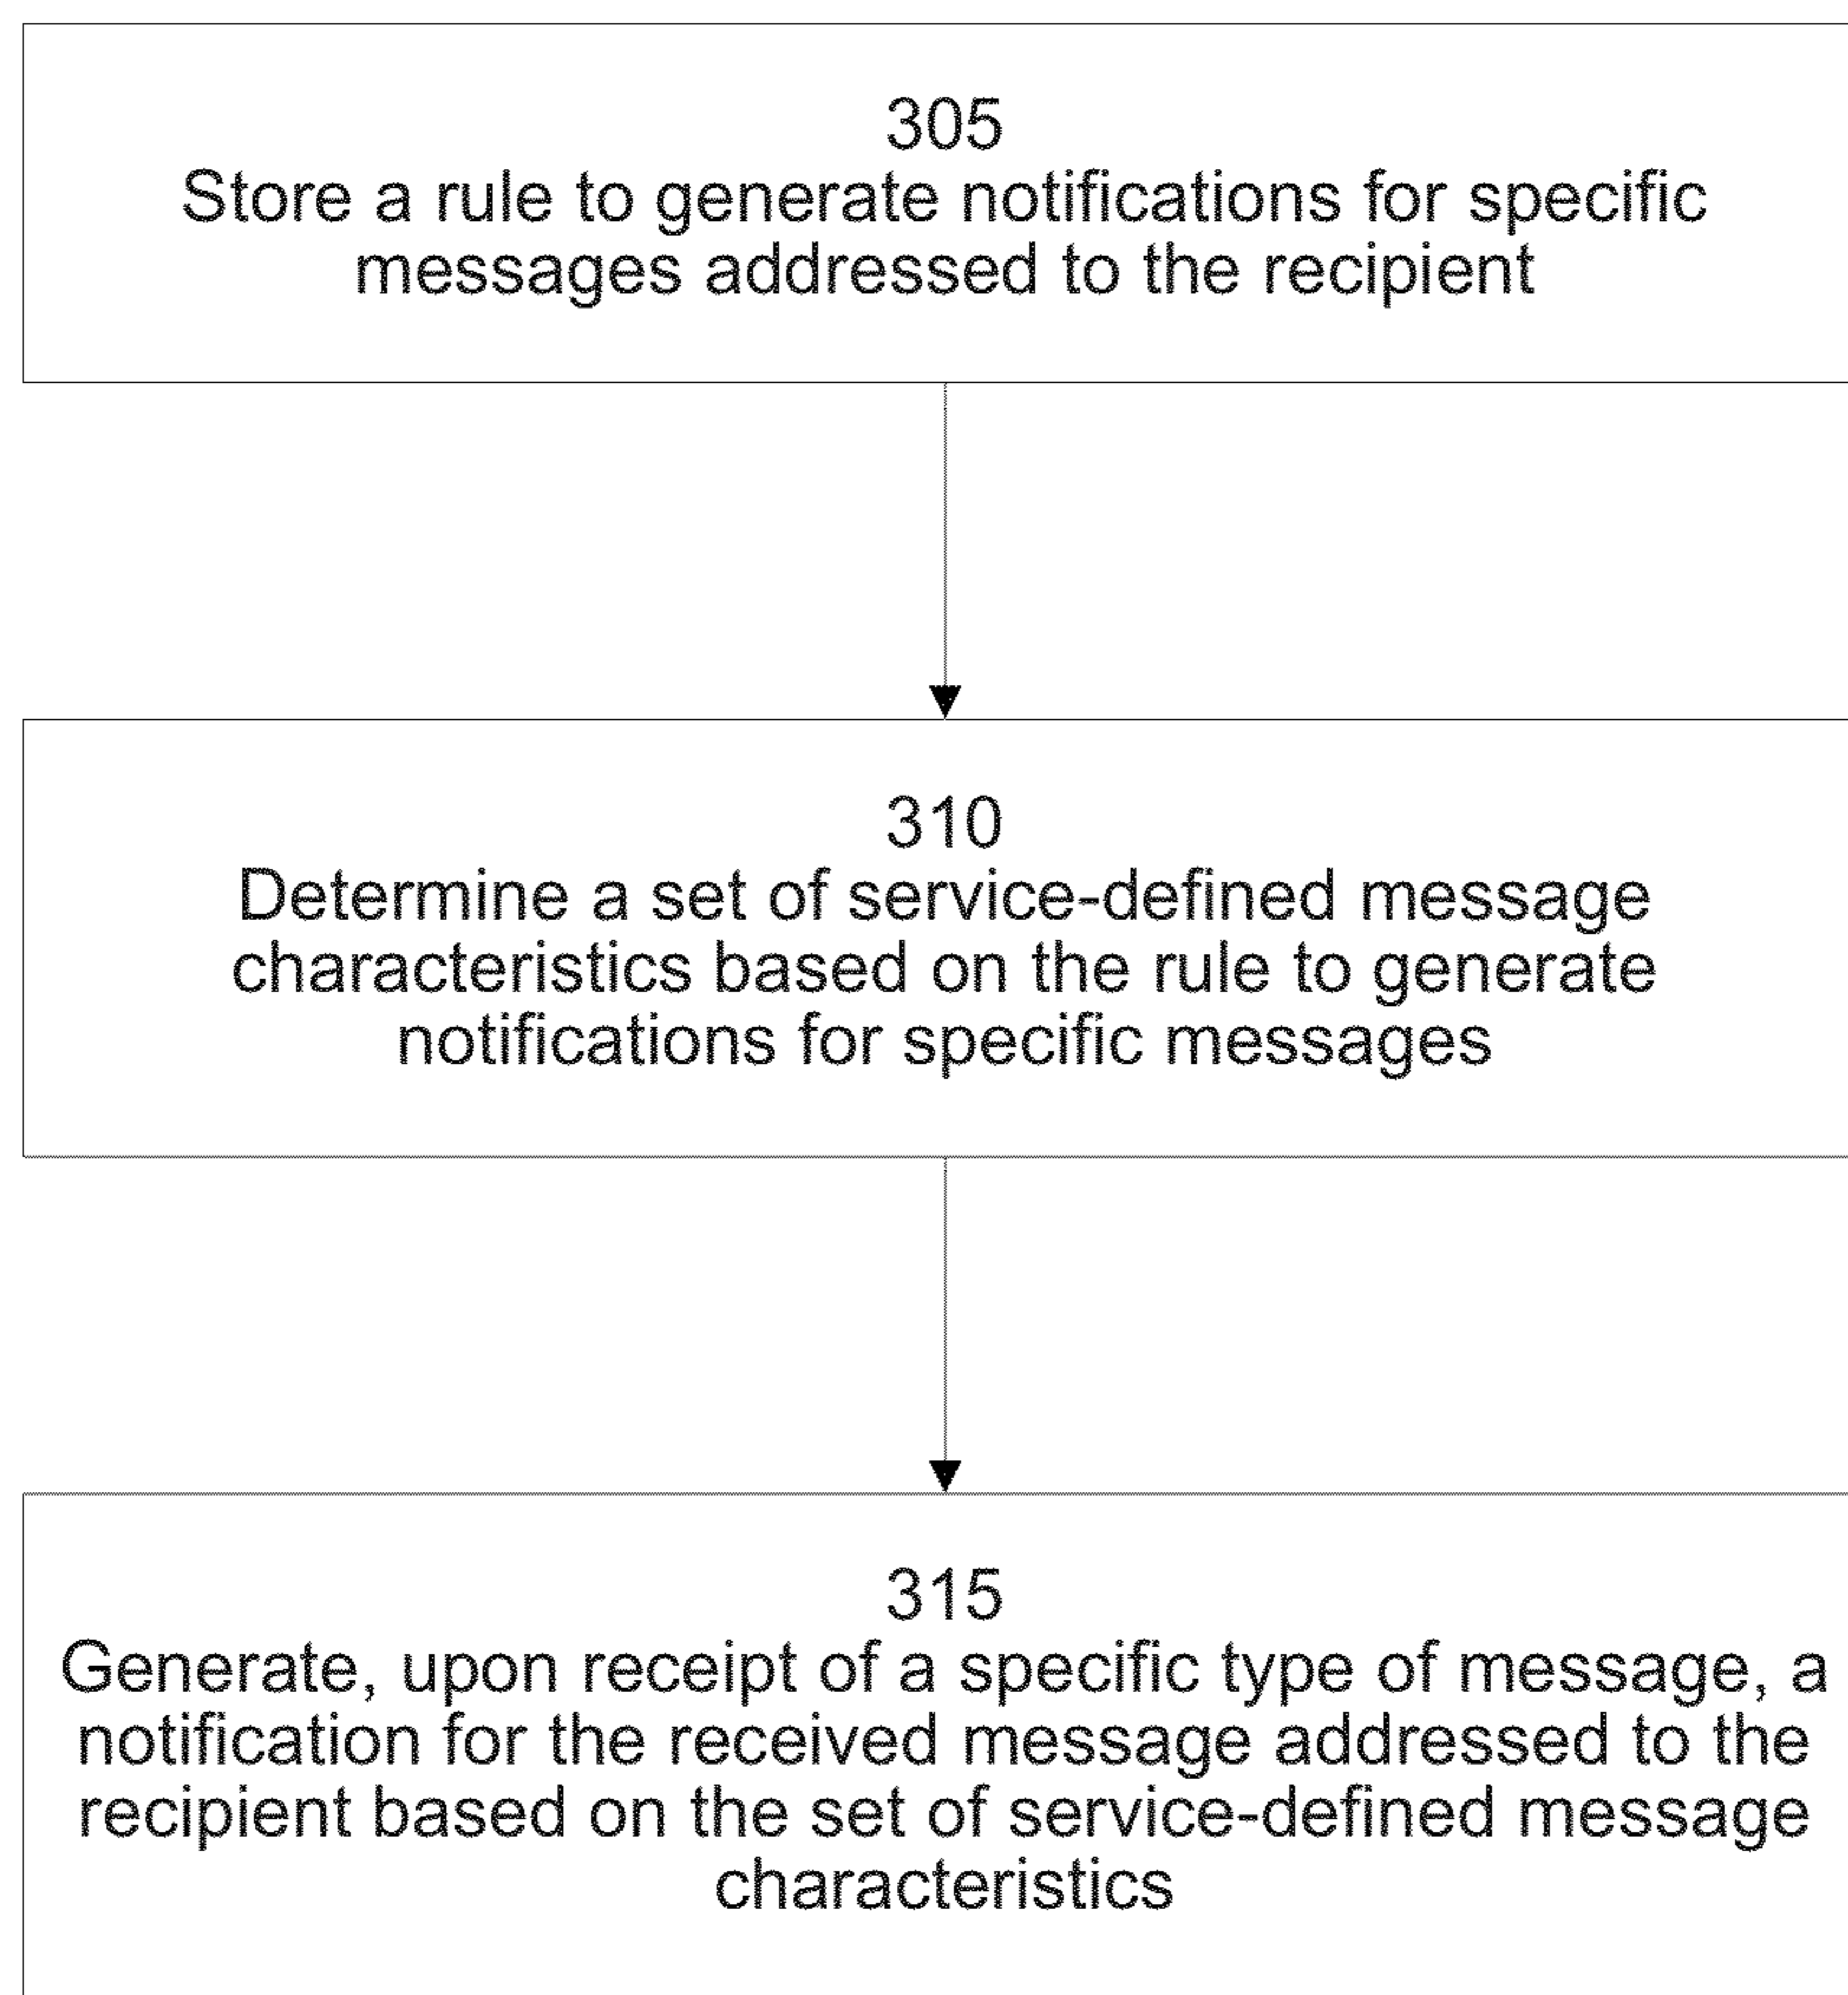 305
Store a rule to generate notifications for specific
messages addressed to the recipient
310
Determine a set of service-defined message
characteristics based on the rule to generate
notifications for specific messages
315
Generate, upon receipt of a specific type of message, a
notification for the received message addressed to the
recipient based on the set of service-defined message
characteristics